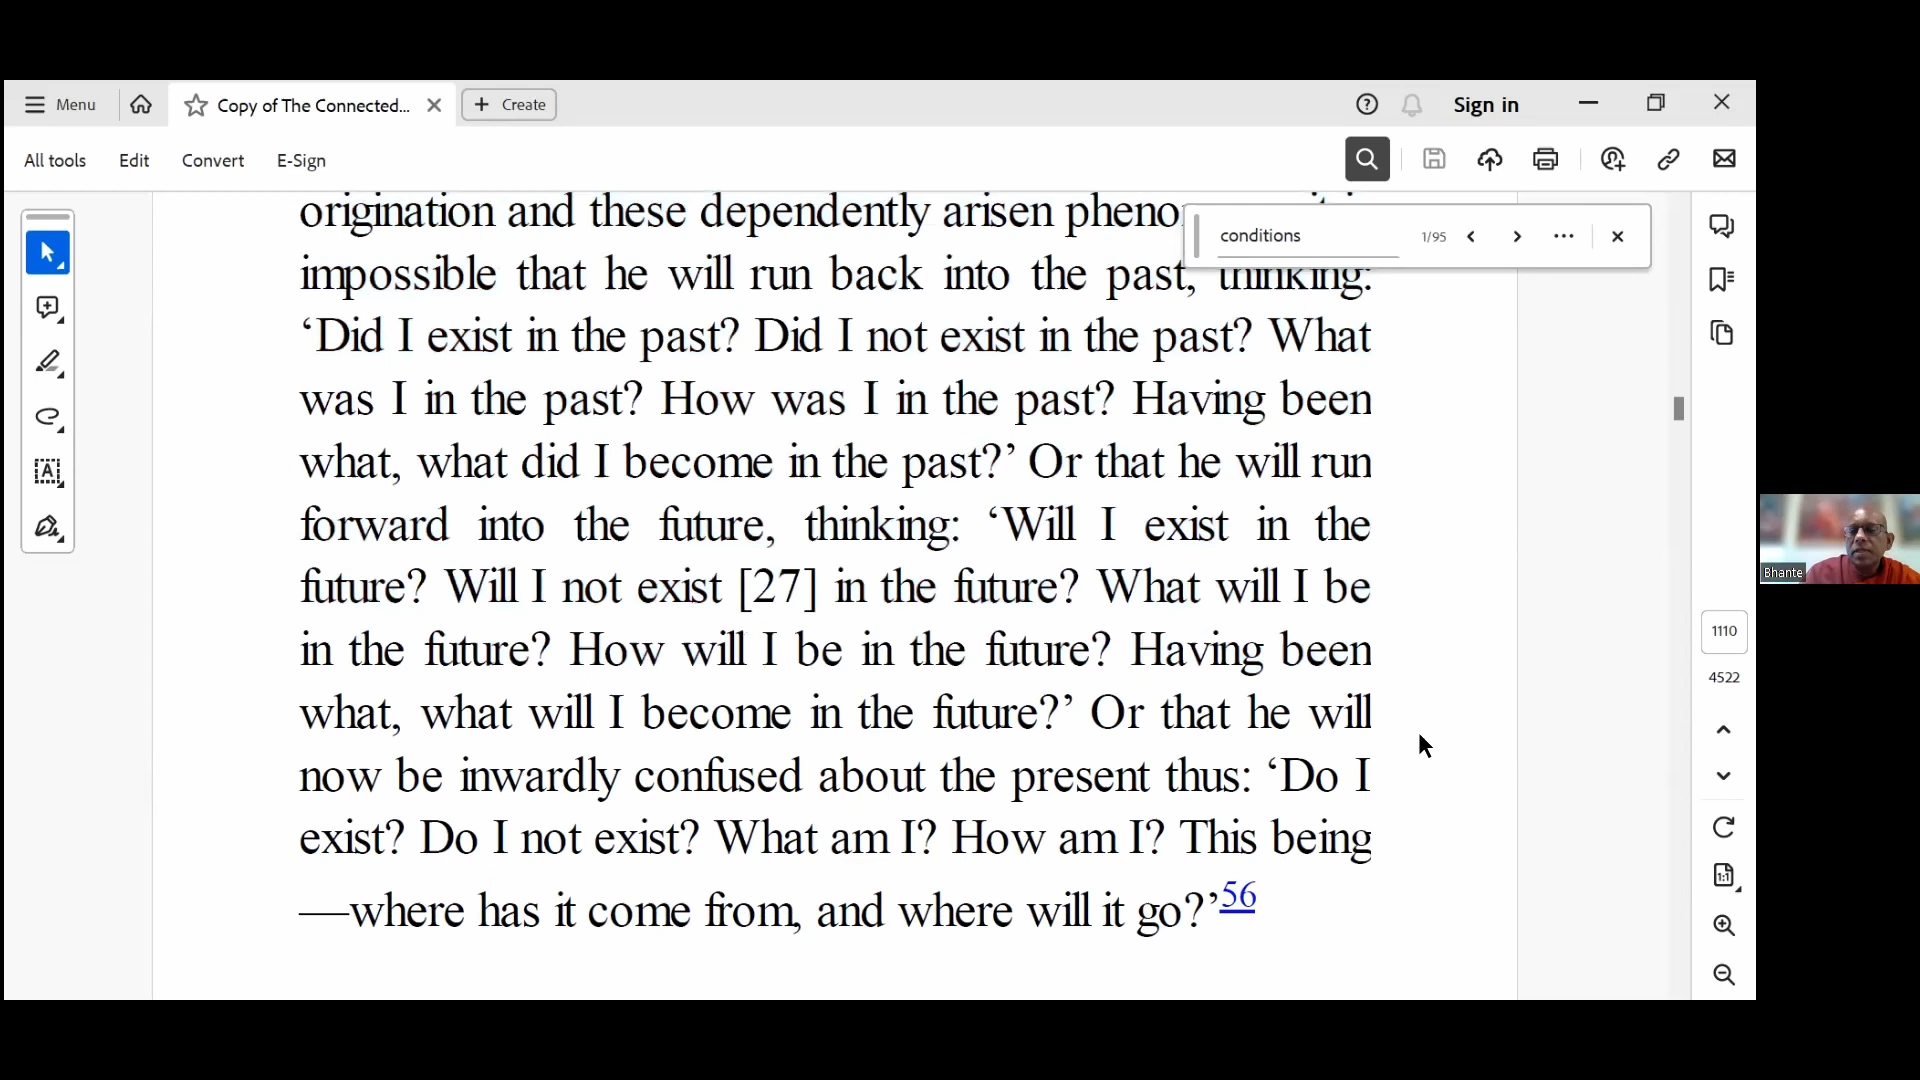 Menu
Copy of The Connected...
Create
Sign in
All tools
Edit
Convert
E-Sign
conditions
1/95
origination and these dependently arisen
impossible that he will run back into the past, thinking:
‘Did I exist in the past? Did I not exist in the past? What
was I in the past? How was I in the past? Having been
what, what did I become in the past?’ Or that he will run
forward into the future, thinking: ‘Will I exist in the
future? Will I not exist [27] in the future? What will I be
in the future? How will I be in the future? Having been
what, what will I become in the future?’ Or that he will
now be inwardly confused about the present thus: ‘Do I
exist? Do I not exist? What am I? How am I? This being
—where has it come from, and where will it go?’56
Bhante
1110
4522